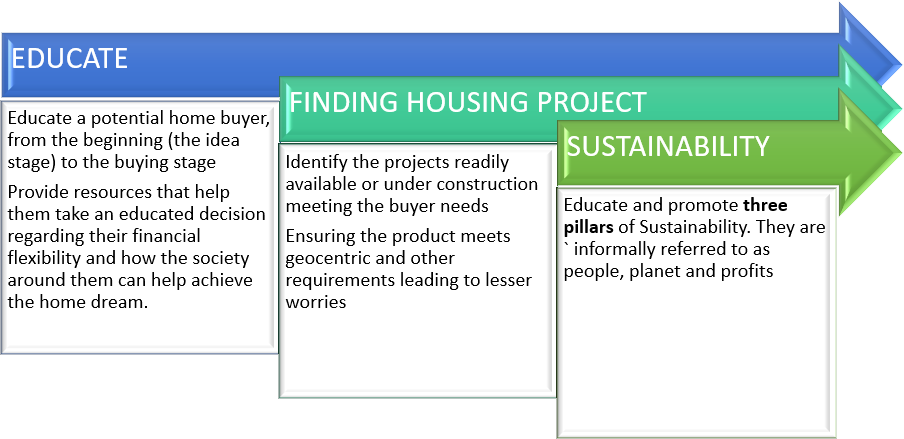 EDUCATE
Educate a potential home buyer,
from the beginning (the idea
stage) to the buying stage
Provide resources that help
them take an educated decision
regarding their financial
flexibility and how the society
around them can help achieve
the home dream.
FINDING HOUSING PROJECT
Identify the projects readily
available or under construction
meeting the buyer needs
Ensuring the product meets
geocentric and other
requirements leading to lesser
worries
SUSTAINABILITY
Educate and promote three
pillars of Sustainability. They are
` informally referred to as
people, planet and profits